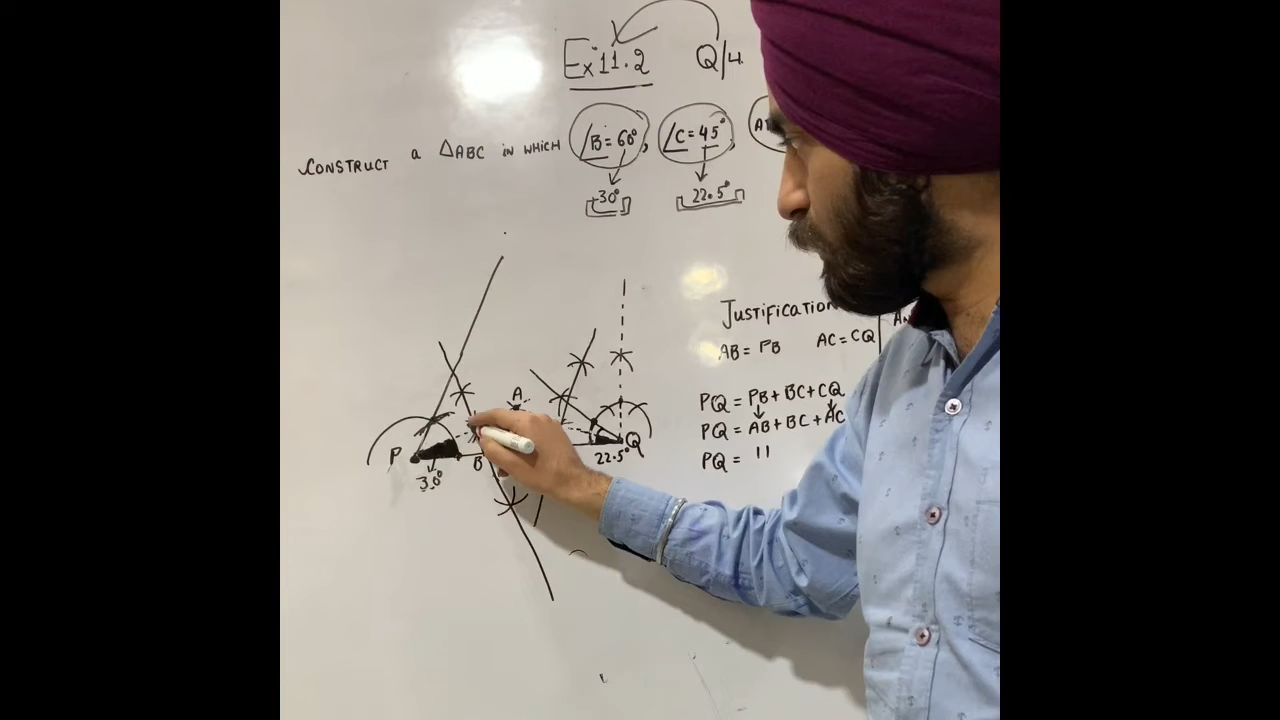 Ex 11.2 Q/4
CONSTRUCT a △ABC in WHICH ∠B=60°, ∠C=45°,
30° 22.5°
JUSTIFICATION
AB = PB AC = CQ
PQ = PB + BC + CQ
PQ = AB + BC + AC
PQ = 11
A
P B Q
30° 22.5°